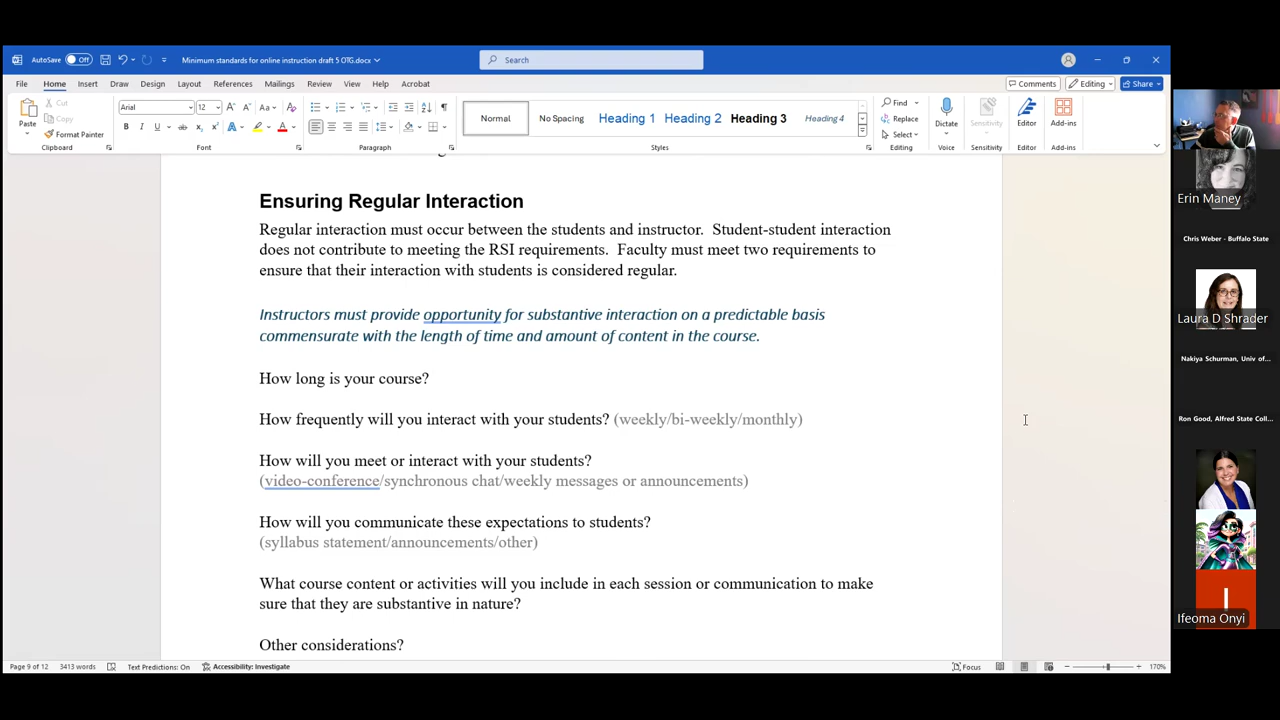 AutoSave Off Minimum standards for online instruction draft 5 OTG.docx Search
File Home Insert Draw Design Layout References Mailings Review View Help Acrobat Comments Editing Share
Paste Cut Copy Format Painter Clipboard
Arial 12 Font
Paragraph
Normal No Spacing Heading 1 Heading 2 Heading 3 Heading 4 Styles
Find Replace Select Editing
Dictate Voice
Sensitivity Sensitivity
Editor Editor
Add-ins Add-ins
Ensuring Regular Interaction
Regular interaction must occur between the students and instructor. Student-student interaction
does not contribute to meeting the RSI requirements. Faculty must meet two requirements to
ensure that their interaction with students is considered regular.
Instructors must provide opportunity for substantive interaction on a predictable basis
commensurate with the length of time and amount of content in the course.
How long is your course?
How frequently will you interact with your students? (weekly/bi-weekly/monthly)
How will you meet or interact with your students?
(video-conference/synchronous chat/weekly messages or announcements)
How will you communicate these expectations to students?
(syllabus statement/announcements/other)
What course content or activities will you include in each session or communication to make
sure that they are substantive in nature?
Other considerations?
Page 9 of 12 3413 words Text Predictions: On Accessibility: Investigate Focus 170%
Erin Maney
Chris Weber - Buffalo State
Laura D Shrader
Nakiya Schurman, Univ of...
Ron Good, Alfred State Coll...
I
Ifeoma Onyi